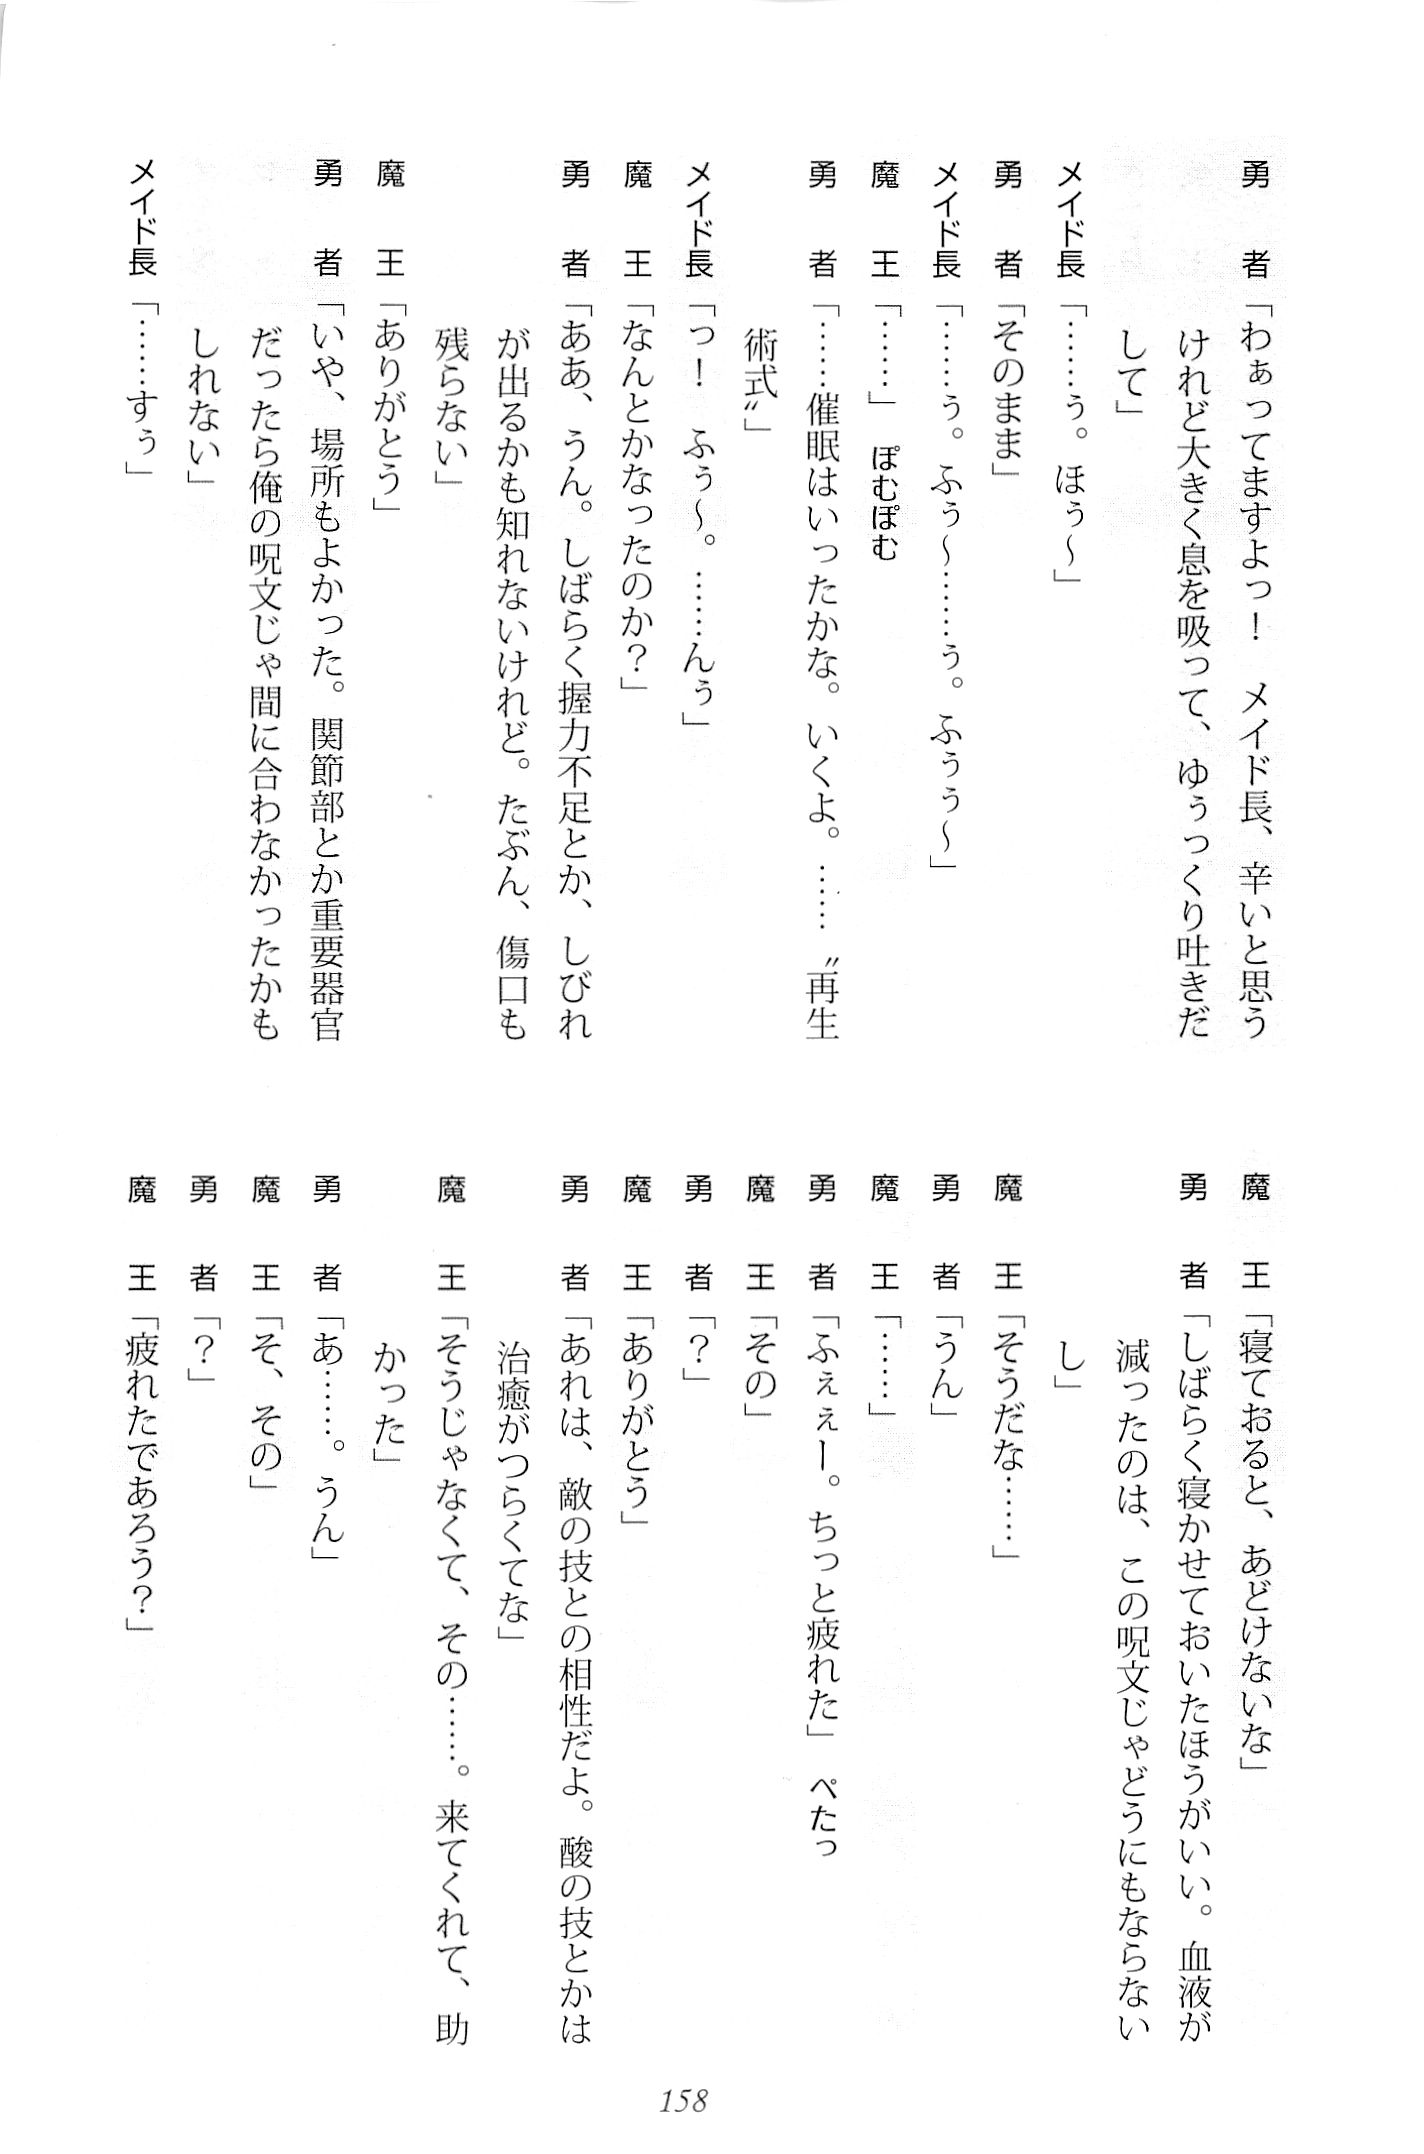 勇　者「わぁってますよっ！　メイド長、辛いと思う
けれど大きく息を吸って、ゆぅっくり吐きだ
して」
メイド長「……ぅ。ほぅ～」
勇　者「そのまま」
メイド長「……ぅ。ふぅ～……ぅ。ふぅぅ～」
魔　王「……」　ぽむぽむ
勇　者「……催眠はいったかな。いくよ。……〝再生
術式〟」
メイド長「っ！　ふぅ～。……んぅ」
魔　王「なんとかなったのか？」
勇　者「ああ、うん。しばらく握力不足とか、しびれ
が出るかも知れないけれど。たぶん、傷口も
残らない」
魔　王「ありがとう」
勇　者「いや、場所もよかった。関節部とか重要器官
だったら俺の呪文じゃ間に合わなかったかも
しれない」
メイド長「……すぅ」
魔　王「寝ておると、あどけないな」
勇　者「しばらく寝かせておいたほうがいい。血液が
減ったのは、この呪文じゃどうにもならない
し」
魔　王「そうだな……」
勇　者「うん」
魔　王「……」
勇　者「ふぇぇー。ちっと疲れた」　ぺたっ
魔　王「その」
勇　者「？」
魔　王「ありがとう」
勇　者「あれは、敵の技との相性だよ。酸の技とかは
治癒がつらくてな」
魔　王「そうじゃなくて、その……。来てくれて、助
かった」
勇　者「あ……。うん」
魔　王「そ、その」
勇　者「？」
魔　王「疲れたであろう？」
158